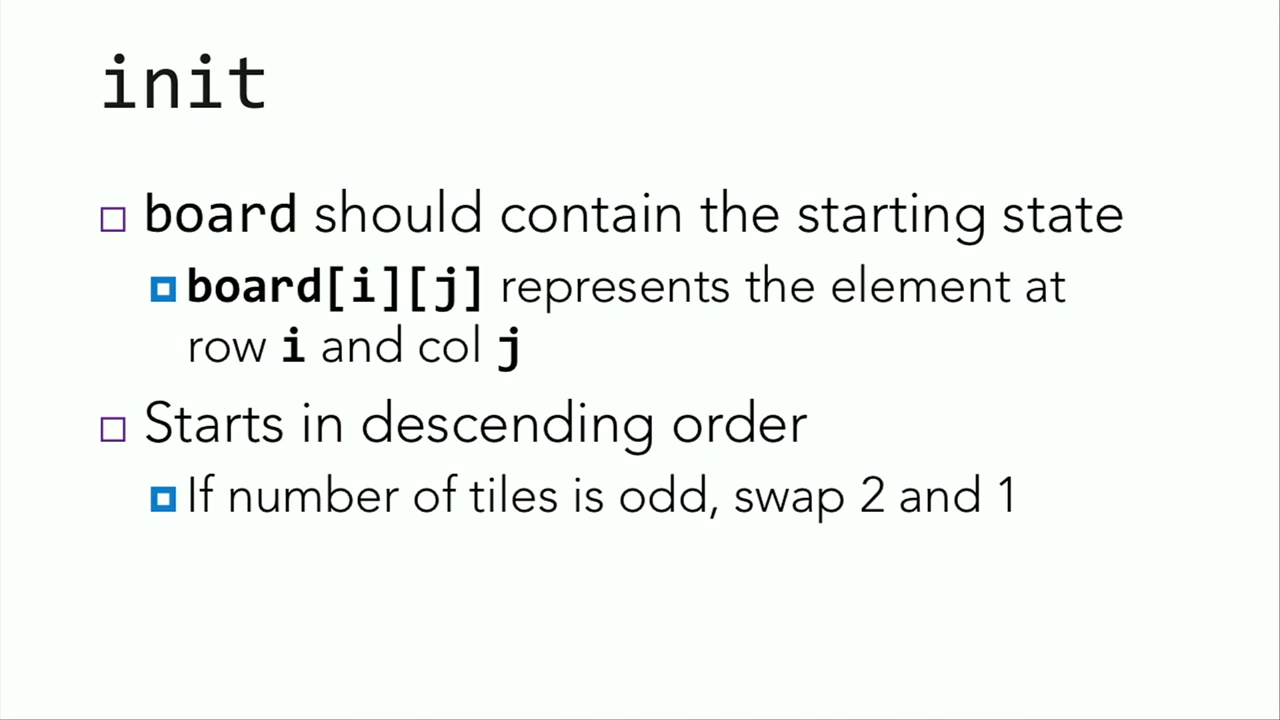 init
board should contain the starting state
board[i][j] represents the element at
row i and col j
Starts in descending order
If number of tiles is odd, swap 2 and 1